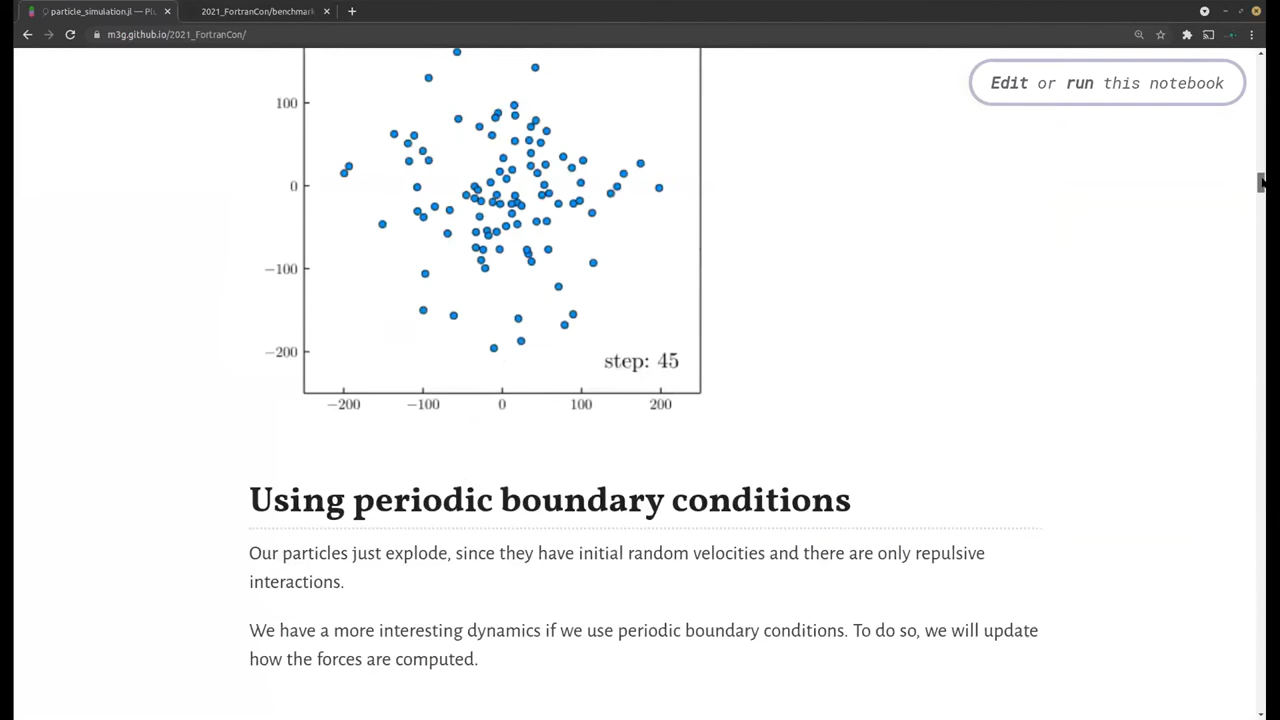 particle_simulation.jl — Pl
2021_FortranCon/benchmark
m3g.github.io/2021_FortranCon/
Edit or run this notebook
100
0
−100
−200
step: 45
−200 −100 0 100 200
Using periodic boundary conditions
Our particles just explode, since they have initial random velocities and there are only repulsive
interactions.
We have a more interesting dynamics if we use periodic boundary conditions. To do so, we will update
how the forces are computed.